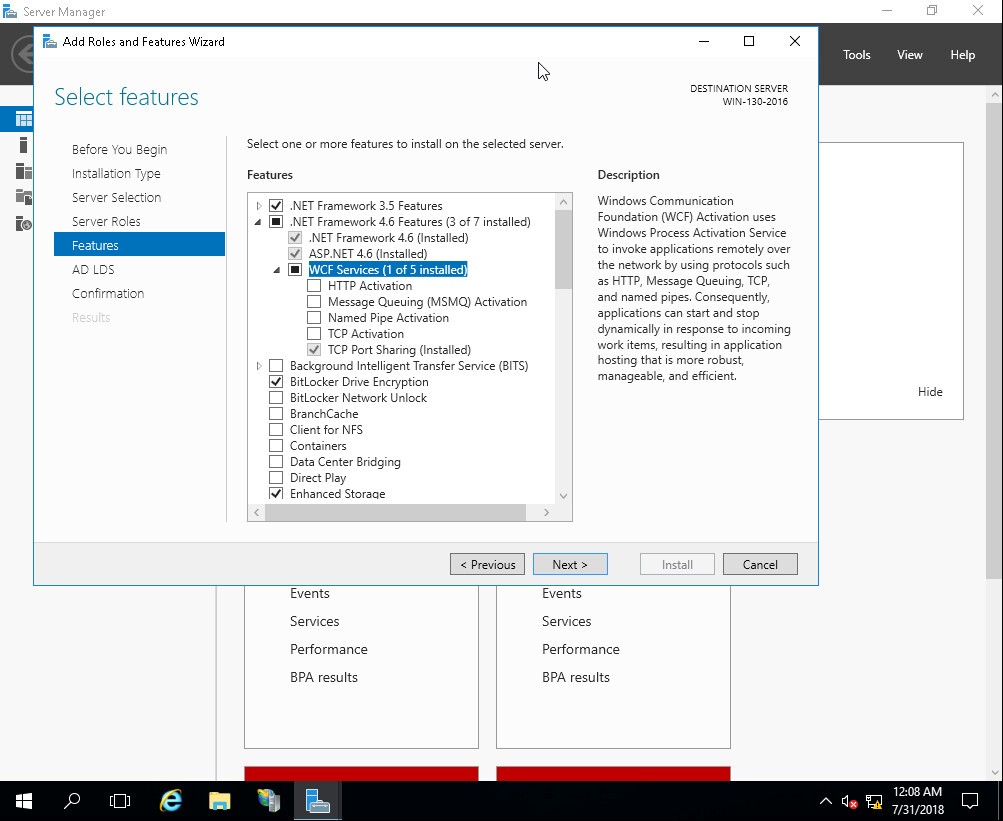 Server Manager
Add Roles and Features Wizard
Tools View Help
Select features
DESTINATION SERVER
WIN-130-2016
Before You Begin
Installation Type
Server Selection
Server Roles
Features
AD LDS
Confirmation
Results
Select one or more features to install on the selected server.
Features
.NET Framework 3.5 Features
.NET Framework 4.6 Features (3 of 7 installed)
.NET Framework 4.6 (Installed)
ASP.NET 4.6 (Installed)
WCF Services (1 of 5 installed)
HTTP Activation
Message Queuing (MSMQ) Activation
Named Pipe Activation
TCP Activation
TCP Port Sharing (Installed)
Background Intelligent Transfer Service (BITS)
BitLocker Drive Encryption
BitLocker Network Unlock
BranchCache
Client for NFS
Containers
Data Center Bridging
Direct Play
Enhanced Storage
Description
Windows Communication
Foundation (WCF) Activation uses
Windows Process Activation Service
to invoke applications remotely over
the network by using protocols such
as HTTP, Message Queuing, TCP,
and named pipes. Consequently,
applications can start and stop
dynamically in response to incoming
work items, resulting in application
hosting that is more robust,
manageable, and efficient.
Hide
< Previous
Next >
Install
Cancel
Events
Services
Performance
BPA results
Events
Services
Performance
BPA results
12:08 AM
7/31/2018